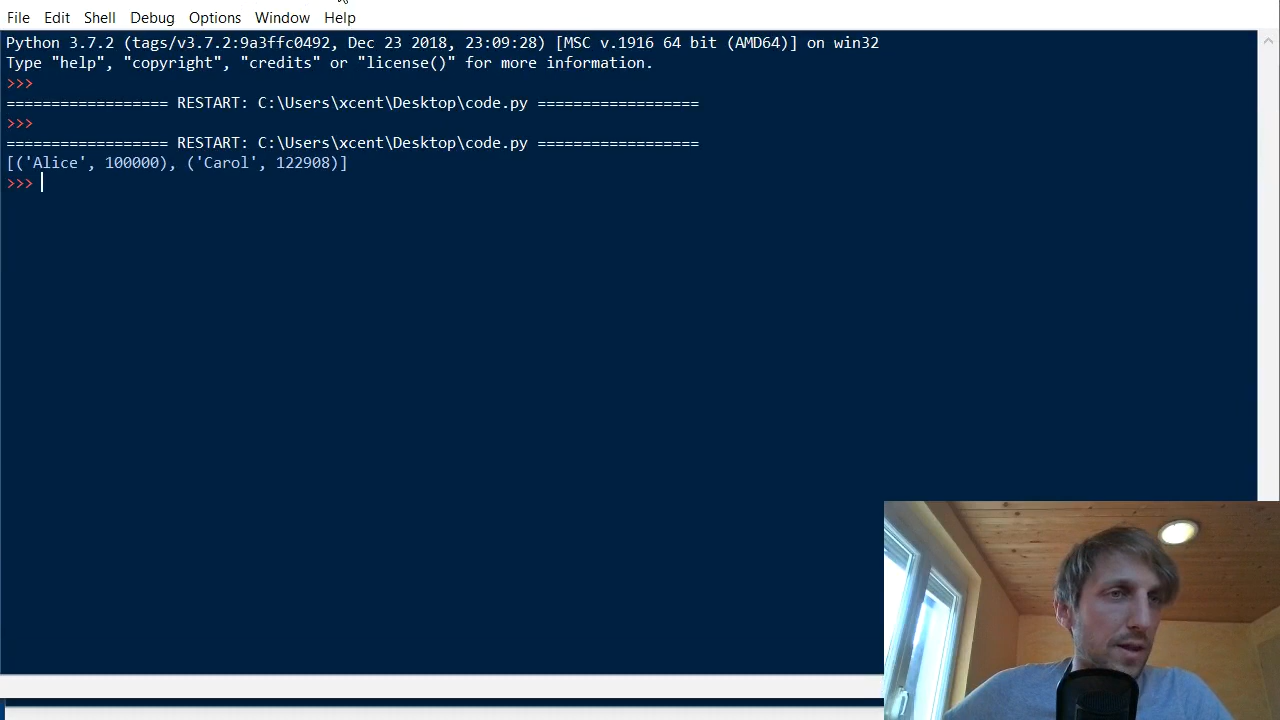 File Edit Shell Debug Options Window Help
Python 3.7.2 (tags/v3.7.2:9a3ffc0492, Dec 23 2018, 23:09:28) [MSC v.1916 64 bit (AMD64)] on win32
Type "help", "copyright", "credits" or "license()" for more information.
>>>
================== RESTART: C:\Users\xcent\Desktop\code.py ==================
>>>
================== RESTART: C:\Users\xcent\Desktop\code.py ==================
[('Alice', 100000), ('Carol', 122908)]
>>>